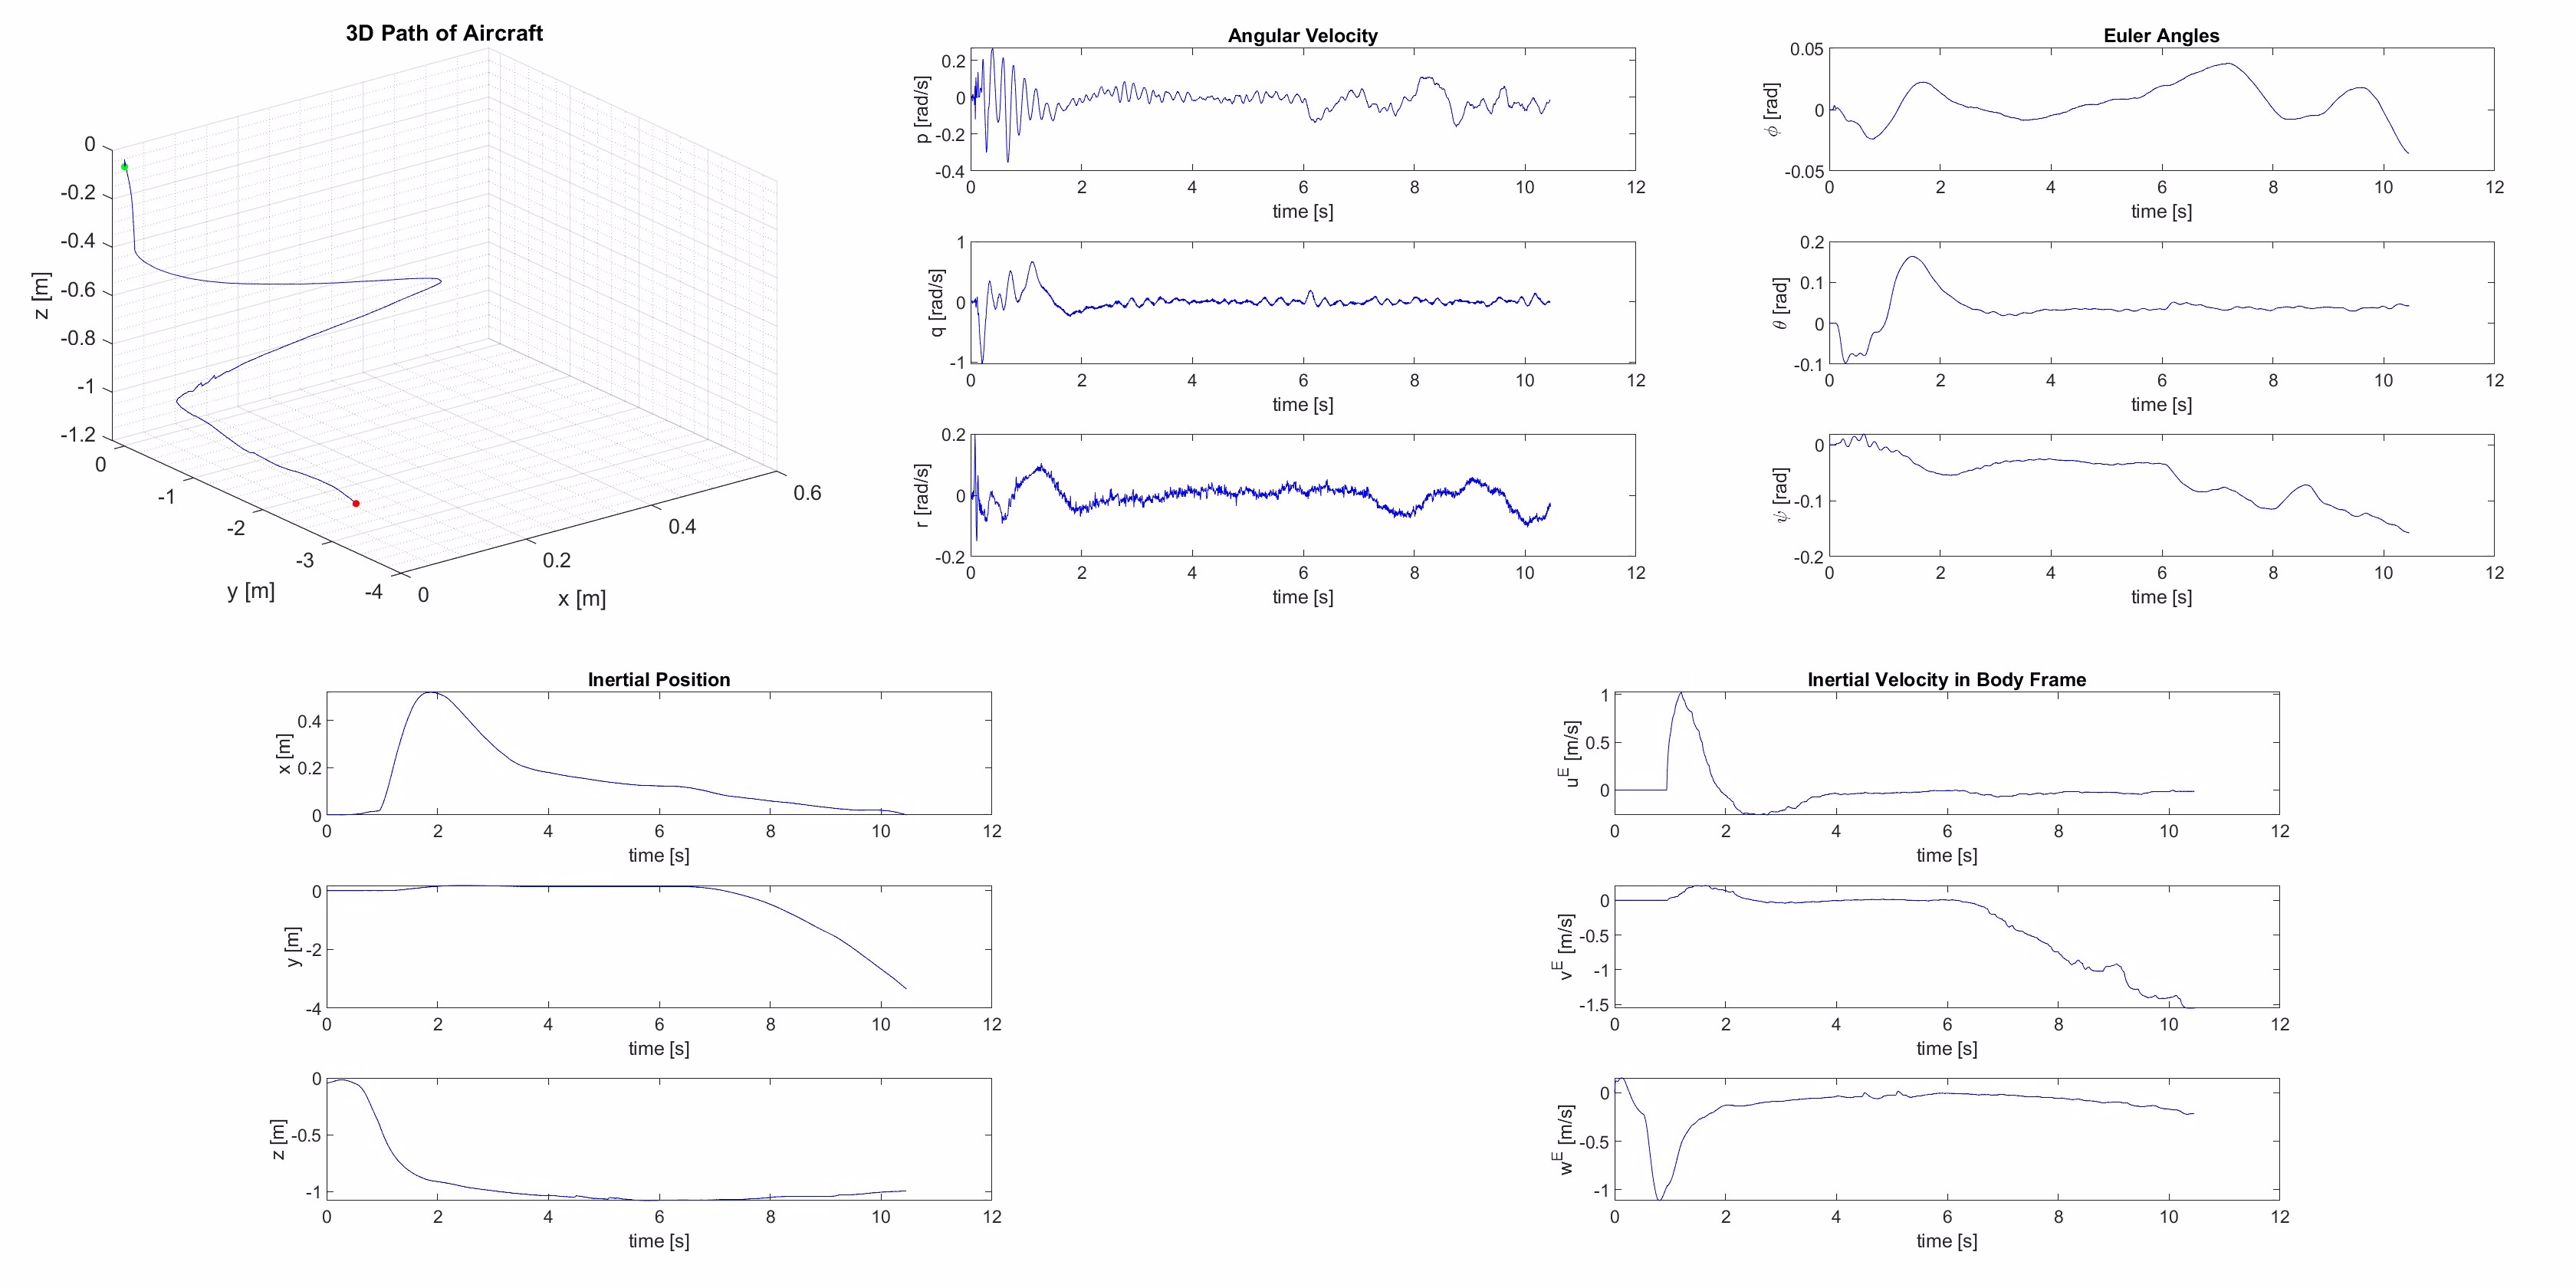 3D Path of Aircraft
0
-0.2
-0.4
-0.6
-0.8
-1
-1.2
z [m]
0
-1
-2
-3
-4
y [m]
0
0.2
0.4
0.6
x [m]
Angular Velocity
0.2
0
-0.2
-0.4
p [rad/s]
0 2 4 6 8 10 12
time [s]
1
0
-1
q [rad/s]
0 2 4 6 8 10 12
time [s]
0.2
0
-0.2
r [rad/s]
0 2 4 6 8 10 12
time [s]
Euler Angles
0.05
0
-0.05
ϕ [rad]
0 2 4 6 8 10 12
time [s]
0.2
0.1
0
-0.1
θ [rad]
0 2 4 6 8 10 12
time [s]
0
-0.1
-0.2
ψ [rad]
0 2 4 6 8 10 12
time [s]
Inertial Position
0.4
0.2
0
x [m]
0 2 4 6 8 10 12
time [s]
0
-2
-4
y [m]
0 2 4 6 8 10 12
time [s]
0
-0.5
-1
z [m]
0 2 4 6 8 10 12
time [s]
Inertial Velocity in Body Frame
1
0.5
0
u^E [m/s]
0 2 4 6 8 10 12
time [s]
0
-0.5
-1
-1.5
v^E [m/s]
0 2 4 6 8 10 12
time [s]
0
-0.5
-1
w^E [m/s]
0 2 4 6 8 10 12
time [s]